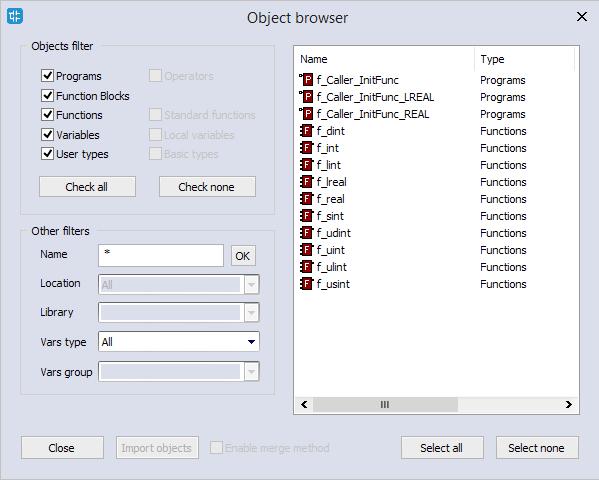 Object browser
Objects filter
Programs
Operators
Function Blocks
Functions
Standard functions
Variables
Local variables
User types
Basic types
Check all
Check none
Other filters
Name
*
OK
Location
All
Library
Vars type
All
Vars group
Name Type
f_Caller_InitFunc Programs
f_Caller_InitFunc_LREAL Programs
f_Caller_InitFunc_REAL Programs
f_dint Functions
f_int Functions
f_lint Functions
f_lreal Functions
f_real Functions
f_sint Functions
f_udint Functions
f_uint Functions
f_ulint Functions
f_usint Functions
Close
Import objects
Enable merge method
Select all
Select none